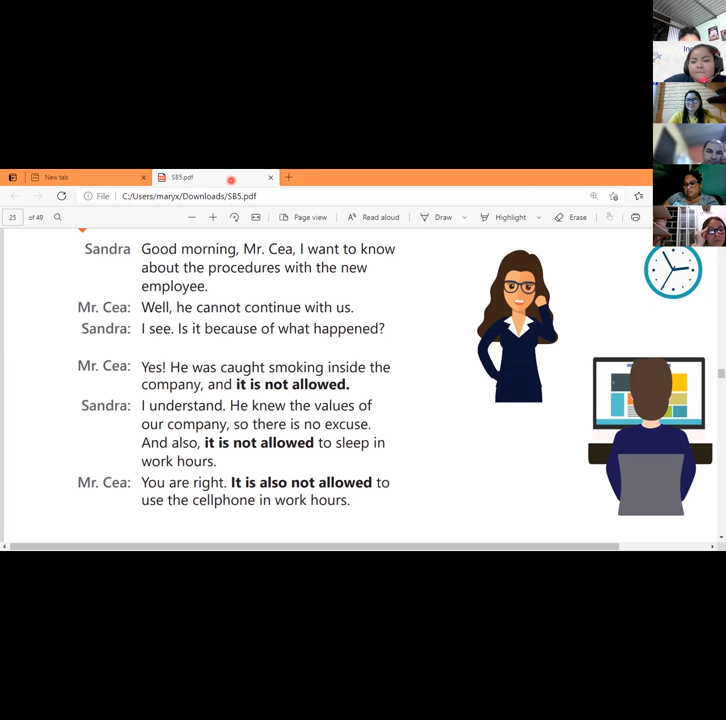 In
New tab
SB5.pdf
File C:/Users/maryx/Downloads/SB5.pdf
25 of 49 Page view Read aloud Draw Highlight Erase
Sandra Good morning, Mr. Cea, I want to know
about the procedures with the new
employee.
Mr. Cea: Well, he cannot continue with us.
Sandra: I see. Is it because of what happened?
Mr. Cea: Yes! He was caught smoking inside the
company, and it is not allowed.
Sandra: I understand. He knew the values of
our company, so there is no excuse.
And also, it is not allowed to sleep in
work hours.
Mr. Cea: You are right. It is also not allowed to
use the cellphone in work hours.